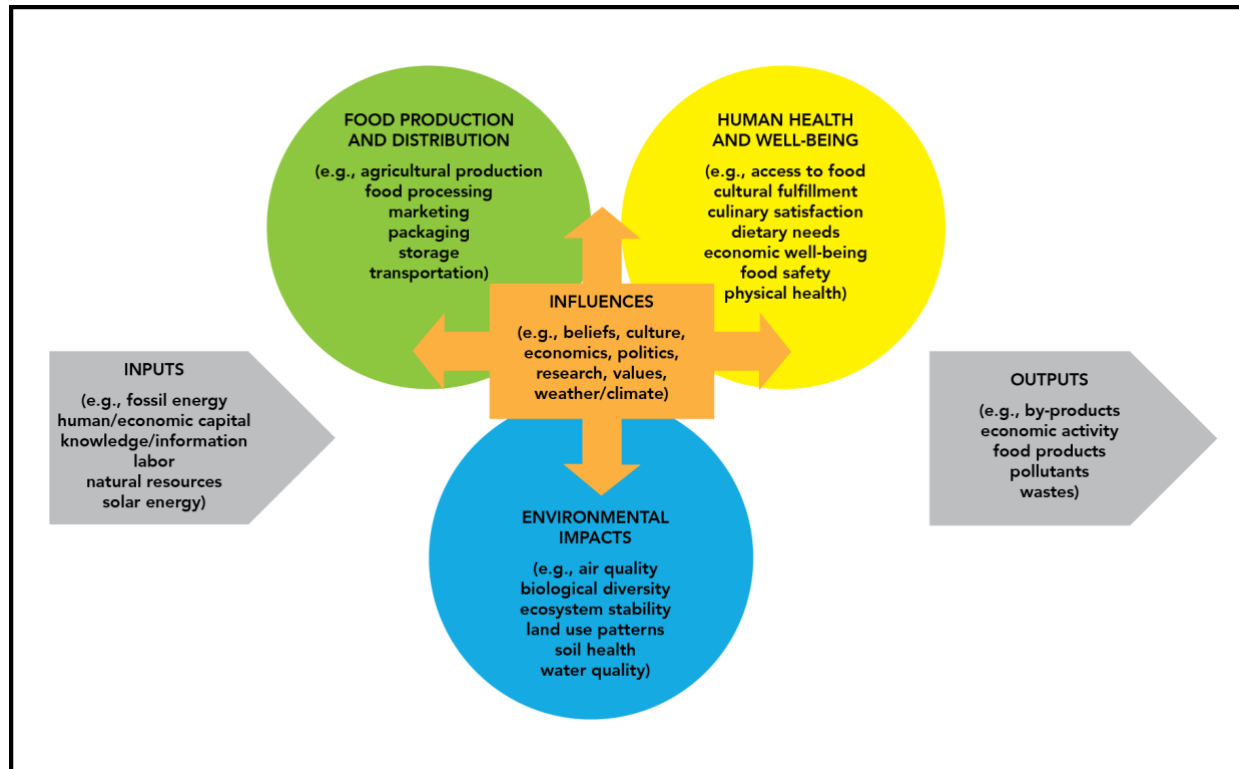 FOOD PRODUCTION
AND DISTRIBUTION
(e.g., agricultural production
food processing
marketing
packaging
storage
transportation)
HUMAN HEALTH
AND WELL-BEING
(e.g., access to food
cultural fulfillment
culinary satisfaction
dietary needs
economic well-being
food safety
physical health)
INFLUENCES
(e.g., beliefs, culture,
economics, politics,
research, values,
weather/climate)
INPUTS
(e.g., fossil energy
human/economic capital
knowledge/information
labor
natural resources
solar energy)
OUTPUTS
(e.g., by-products
economic activity
food products
pollutants
wastes)
ENVIRONMENTAL
IMPACTS
(e.g., air quality
biological diversity
ecosystem stability
land use patterns
soil health
water quality)